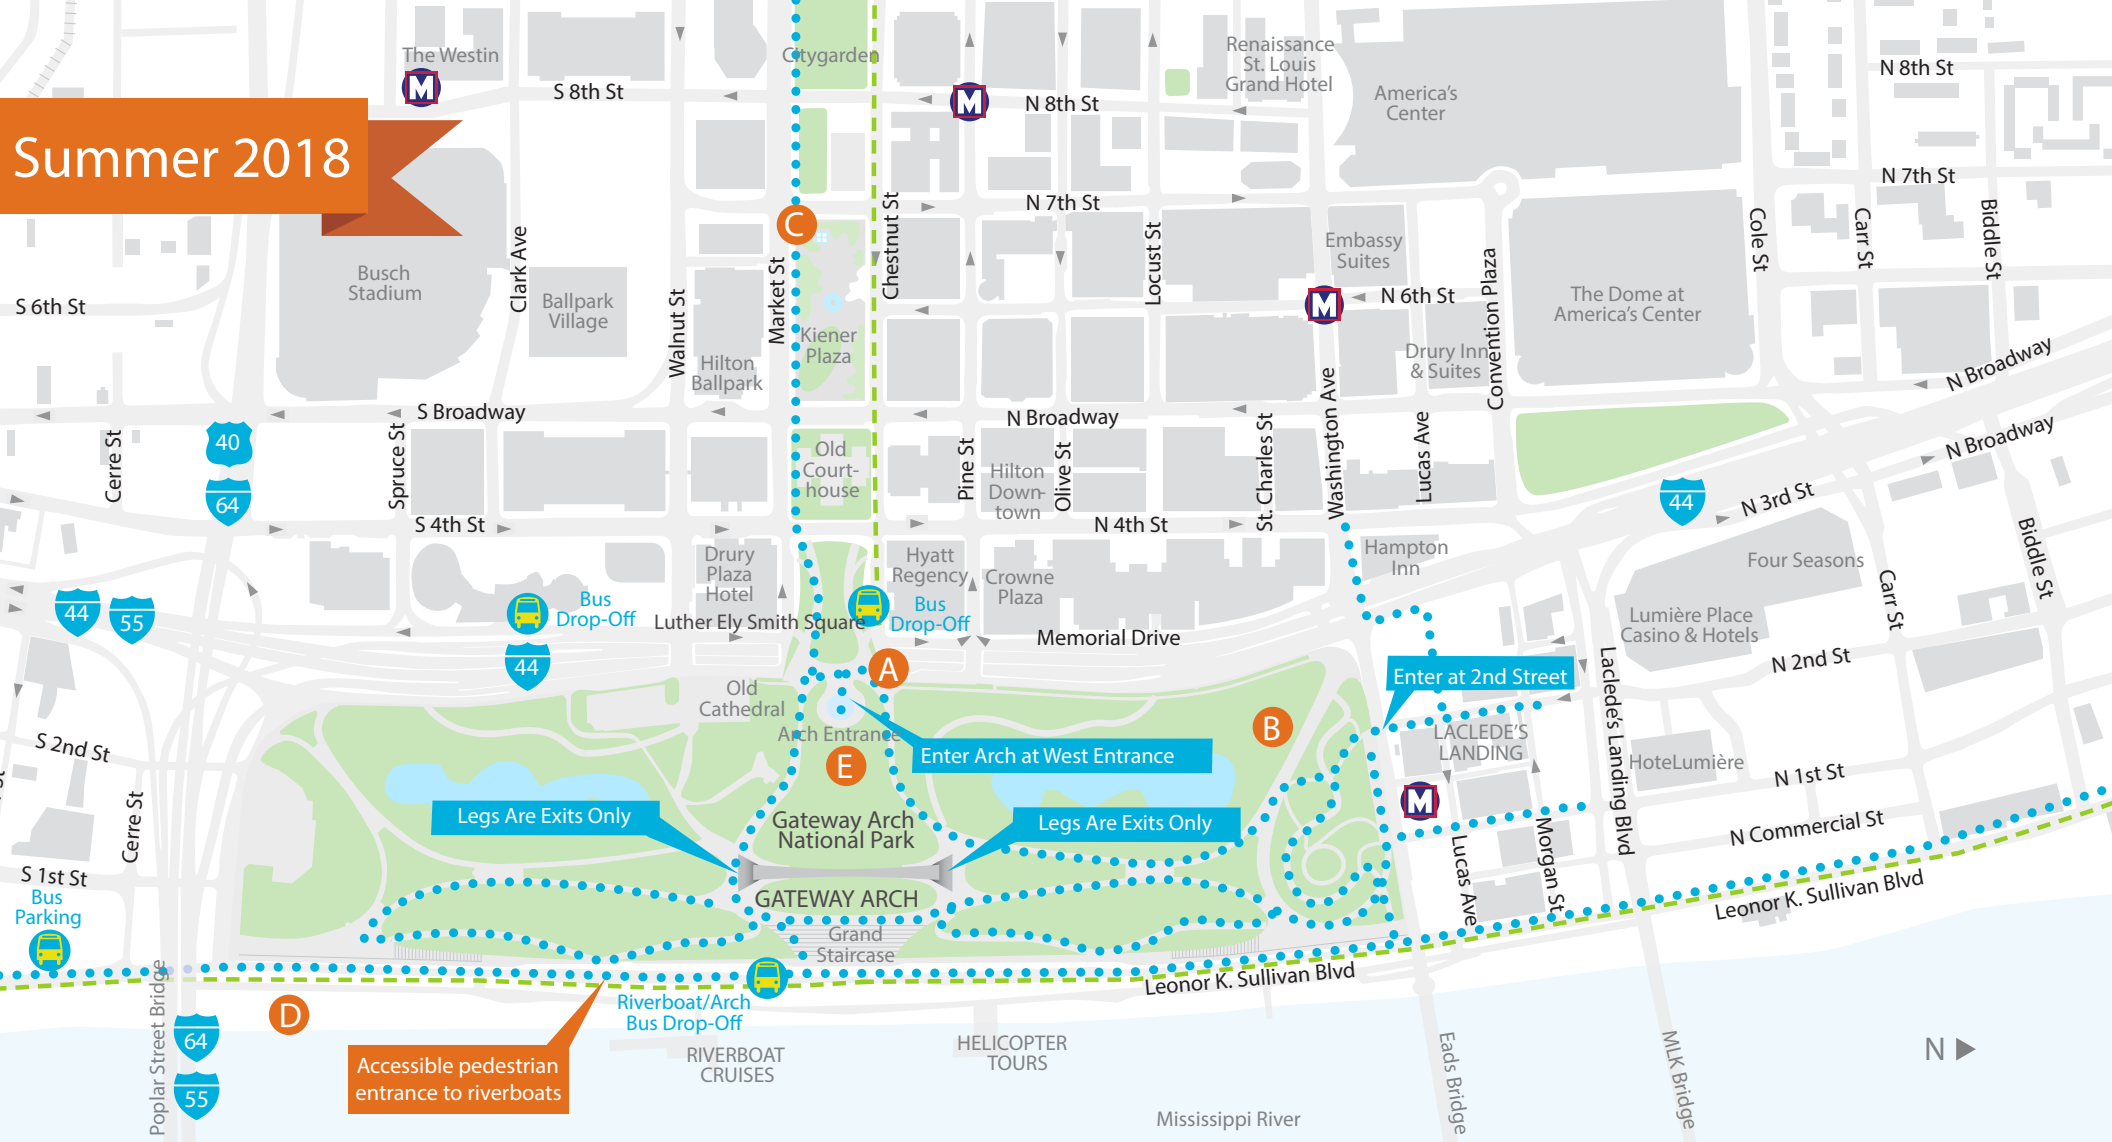 The Westin
M
S 8th St
Citygarden
M
N 8th St
Renaissance
St. Louis
Grand Hotel
America's
Center
N 8th St
Summer 2018
N 7th St
N 7th St
Busch
Stadium
Clark Ave
Ballpark
Village
Walnut St
Market St
C
Chestnut St
Locust St
Embassy
Suites
Convention Plaza
Cole St
Carr St
Biddle St
S 6th St
M
N 6th St
The Dome at
America's Center
Kiener
Plaza
Hilton
Ballpark
Drury Inn
& Suites
N Broadway
S Broadway
N Broadway
N Broadway
Cerre St
40
64
Spruce St
Old
Court-
house
Pine St
Hilton
Down-
town
Olive St
St. Charles St
Washington Ave
Lucas Ave
44
N 3rd St
S 4th St
N 4th St
Biddle St
Drury
Plaza
Hotel
Hyatt
Regency
Crowne
Plaza
Hampton
Inn
Four Seasons
Carr St
44
55
Bus
Drop-Off
44
Luther Ely Smith Square
Bus
Drop-Off
Memorial Drive
Lumière Place
Casino & Hotels
N 2nd St
A
Enter at 2nd Street
Old
Cathedral
Arch Entrance
B
LACLEDE'S
LANDING
Laclede's Landing Blvd
HoteLumière
S 2nd St
Enter Arch at West Entrance
E
N 1st St
Legs Are Exits Only
Gateway Arch
National Park
Legs Are Exits Only
M
N Commercial St
Cerre St
Lucas Ave
Morgan St
S 1st St
Bus
Parking
GATEWAY ARCH
Leonor K. Sullivan Blvd
Grand
Staircase
Leonor K. Sullivan Blvd
Poplar Street Bridge
D
Riverboat/Arch
Bus Drop-Off
64
55
Accessible pedestrian
entrance to riverboats
RIVERBOAT
CRUISES
HELICOPTER
TOURS
Eads Bridge
MLK Bridge
N
Mississippi River